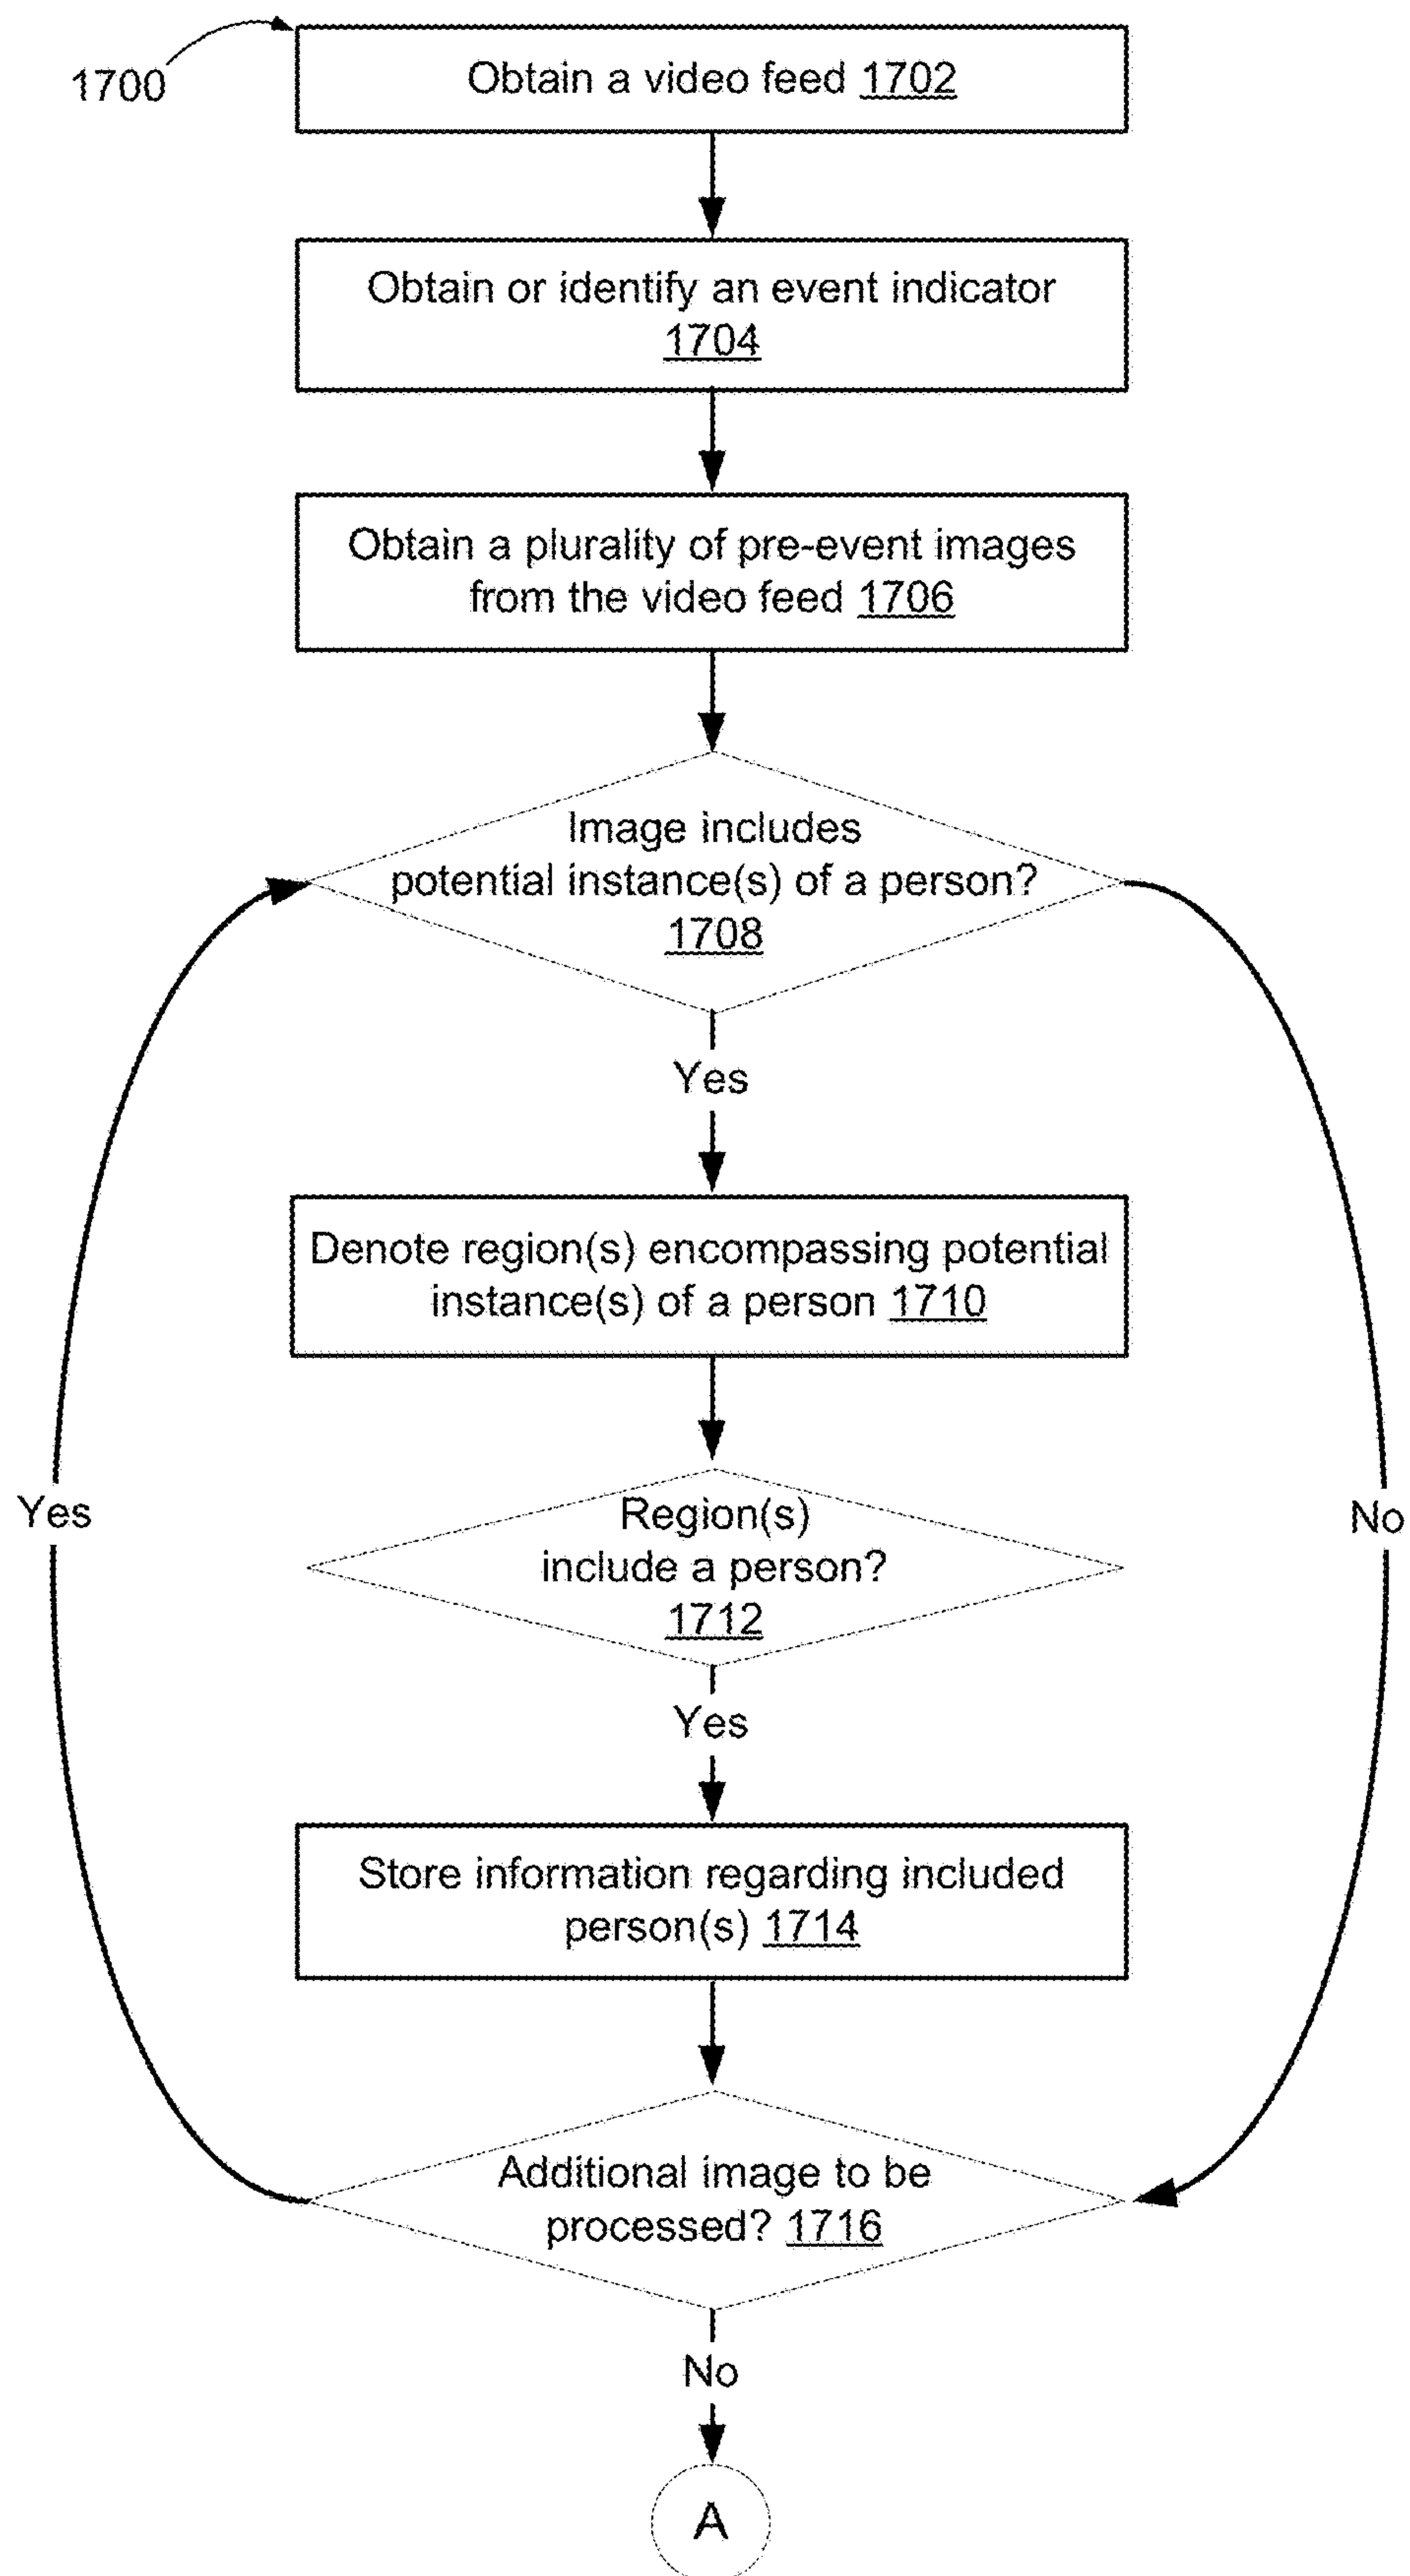 1700
Obtain a video feed 1702
Obtain or identify an event indicator
1704
Obtain a plurality of pre-event images
from the video feed 1706
Image includes
potential instance(s) of a person?
1708
Yes
Denote region(s) encompassing potential
instance(s) of a person 1710
Yes
No
Region(s)
include a person?
1712
Yes
Store information regarding included
person(s) 1714
Additional image to be
processed? 1716
No
A